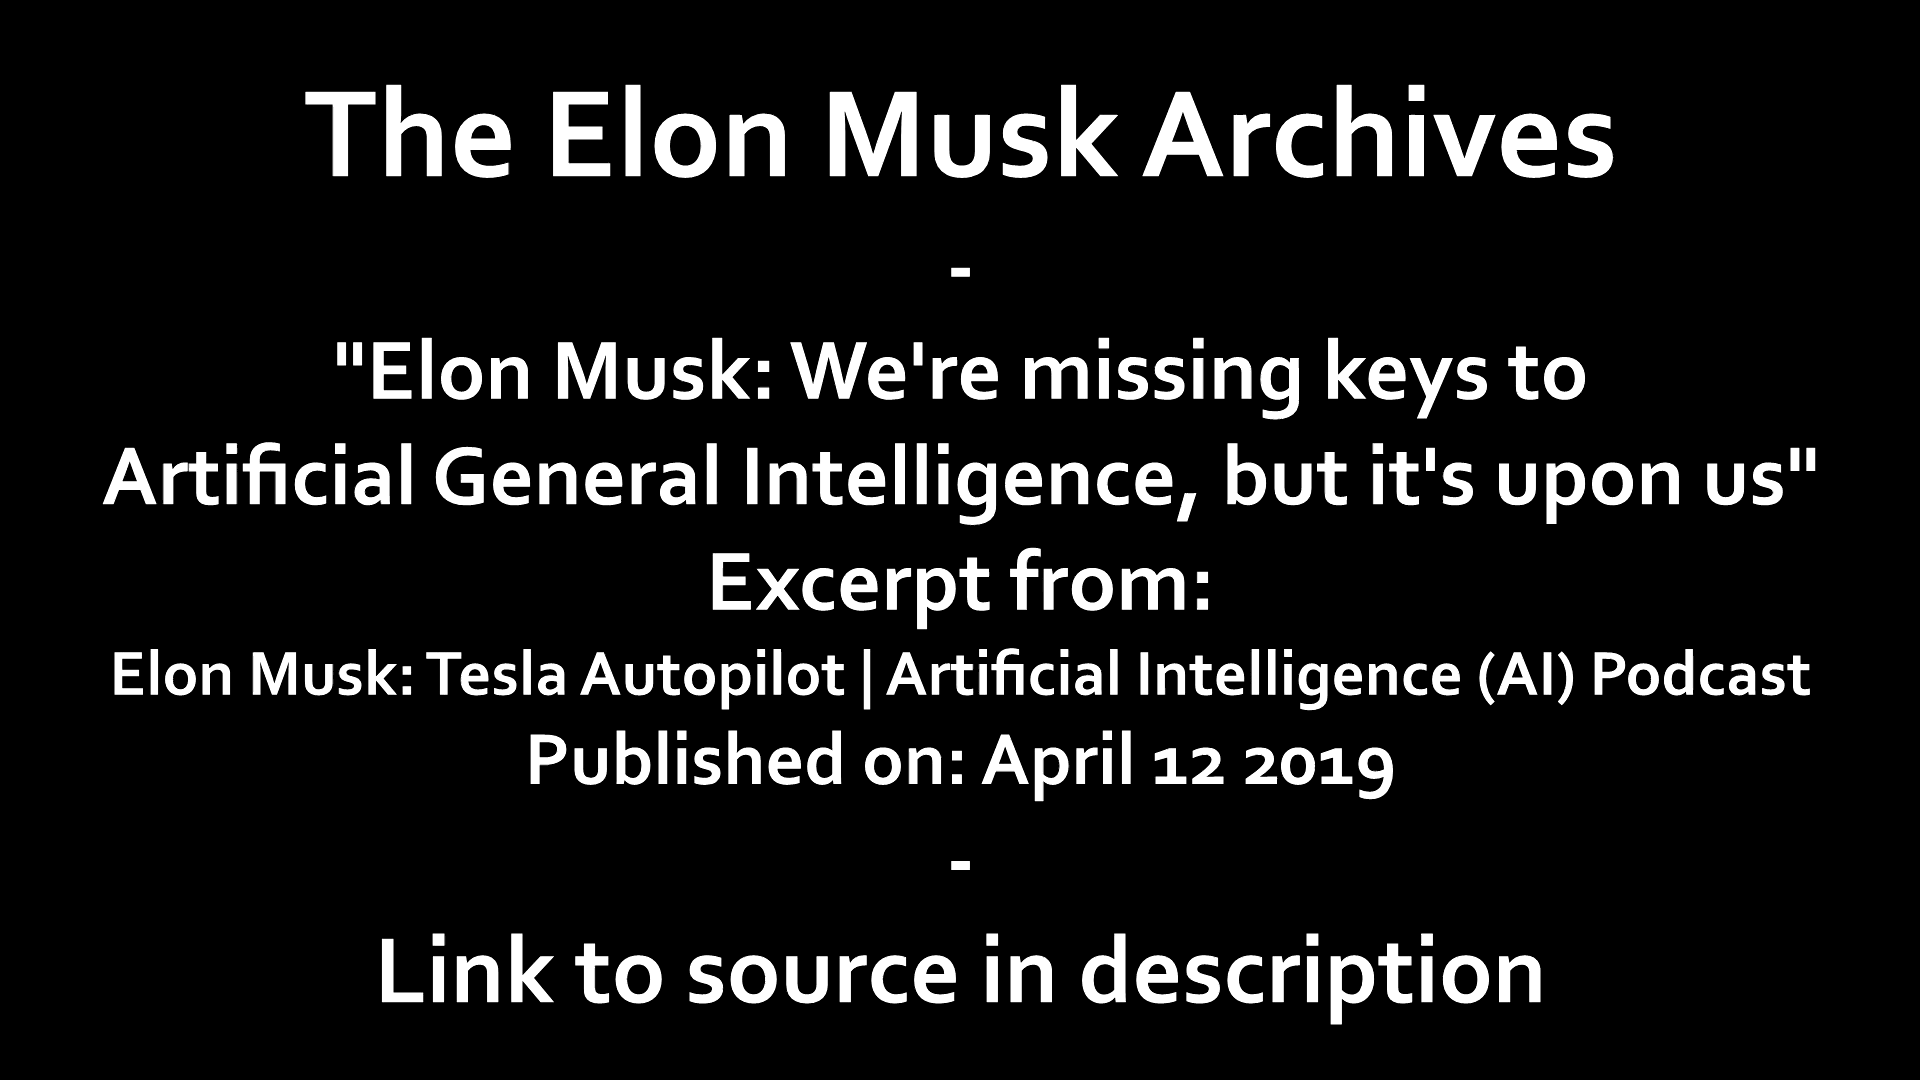 The Elon Musk Archives
-
"Elon Musk: We're missing keys to
Artificial General Intelligence, but it's upon us"
Excerpt from:
Elon Musk: Tesla Autopilot | Artificial Intelligence (AI) Podcast
Published on: April 12 2019
-
Link to source in description